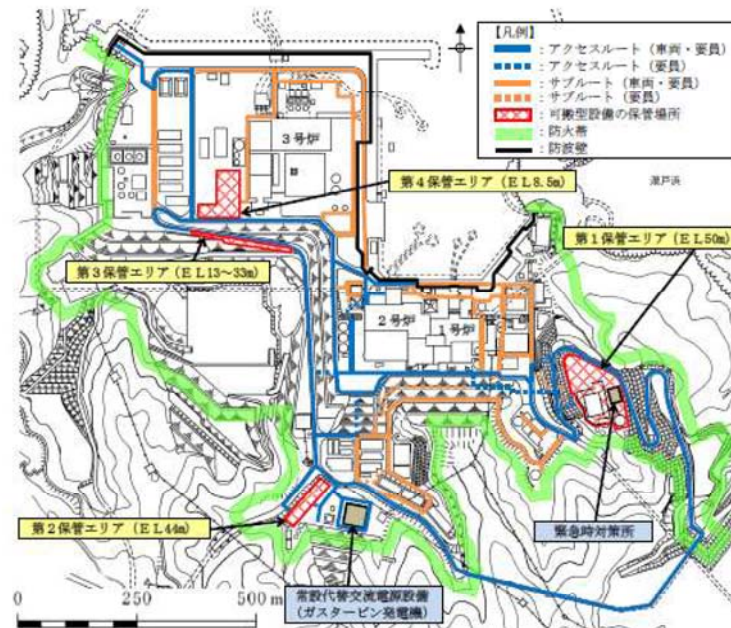 【凡例】
：アクセスルート（車両・要員）
：アクセスルート（要員）
：サブルート（車両・要員）
：サブルート（要員）
：可搬型設備の保管場所
：防火帯
：防波壁
3号炉
瀬戸浜
第4保管エリア（EL8.5m）
第1保管エリア（EL50m）
第3保管エリア（EL13～33m）
2号炉
1号炉
第2保管エリア（EL44m）
緊急時対策所
常設代替交流電源設備
（ガスタービン発電機）
0 250 500 m